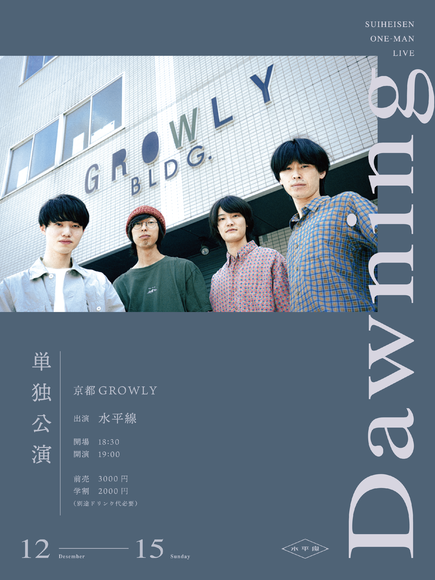 SUIHEISEN
ONE-MAN
LIVE
Dawning
GROWLY
BLDG.
単独公演
京都 GROWLY
出演 水平線
開場 18:30
開演 19:00
前売 3000 円
学割 2000 円
(別途ドリンク代必要)
12 December 15 Sunday
水平線